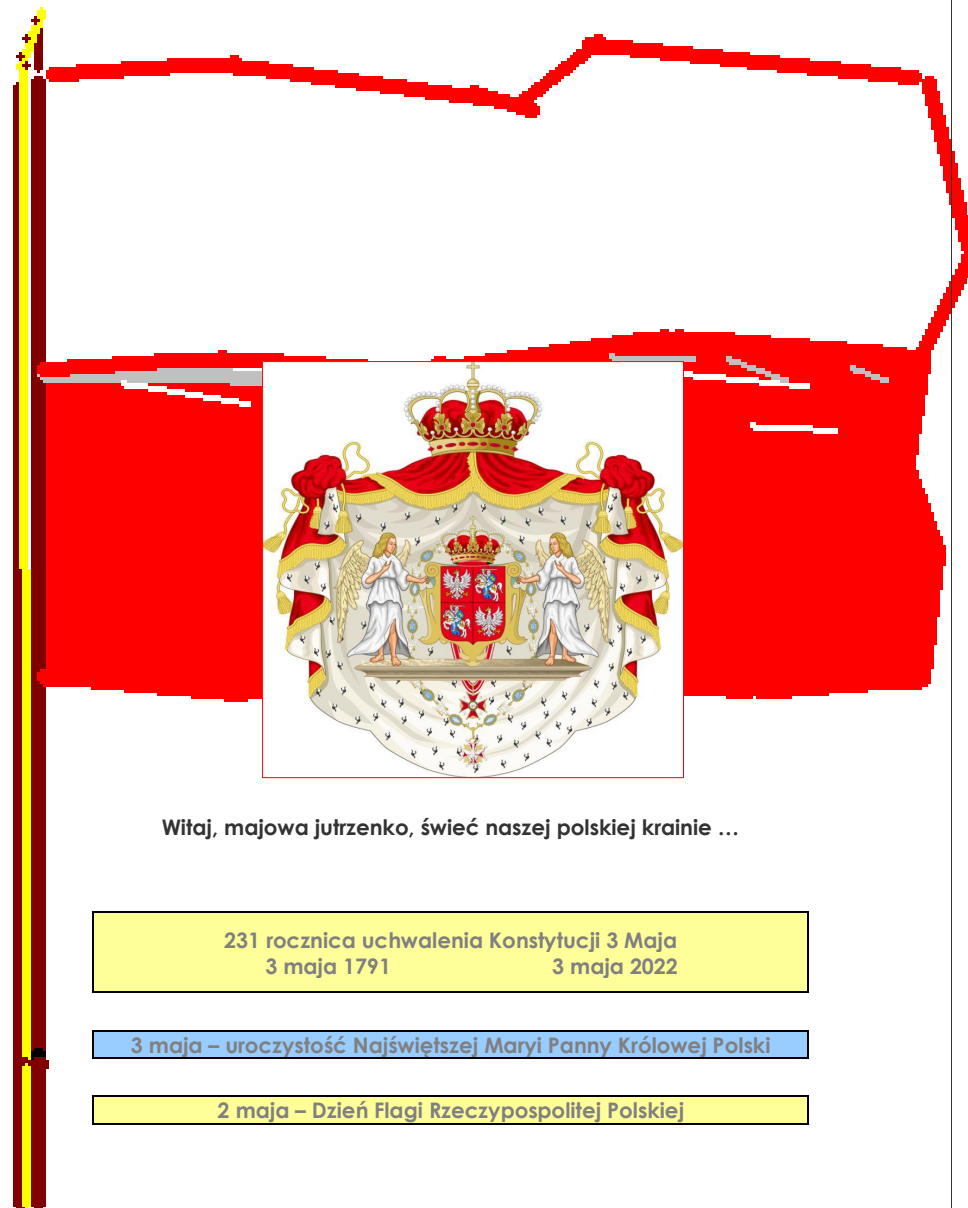 Witaj, majowa jutrzenko, świeć naszej polskiej krainie …
231 rocznica uchwalenia Konstytucji 3 Maja
3 maja 1791 3 maja 2022
3 maja – uroczystość Najświętszej Maryi Panny Królowej Polski
2 maja – Dzień Flagi Rzeczypospolitej Polskiej